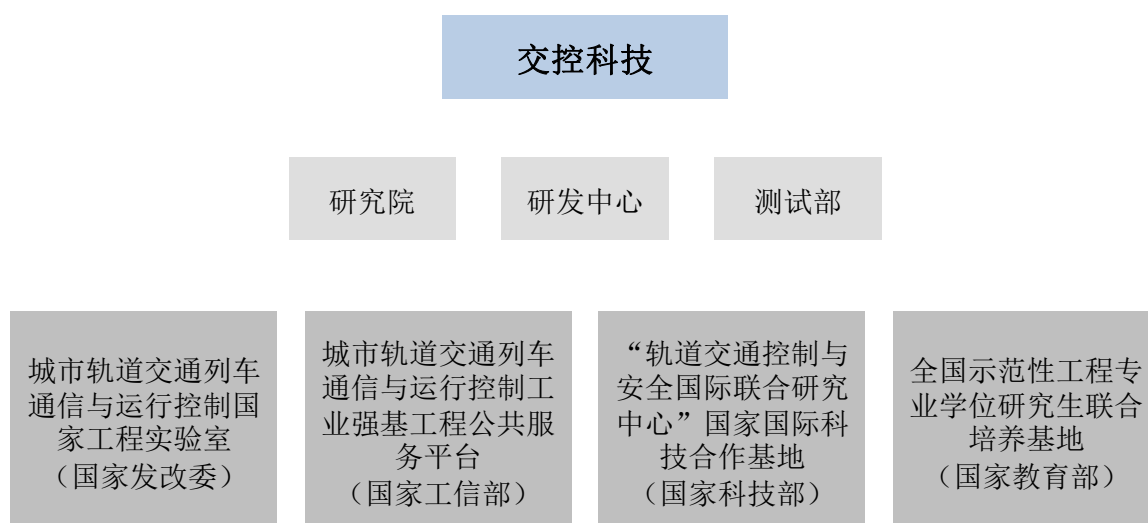 交控科技
研究院
研发中心
测试部
城市轨道交通列车
通信与运行控制国
家工程实验室
（国家发改委）
城市轨道交通列车
通信与运行控制工
业强基工程公共服
务平台
（国家工信部）
“轨道交通控制与
安全国际联合研究
中心”国家国际科
技合作基地
（国家科技部）
全国示范性工程专
业学位研究生联合
培养基地
（国家教育部）